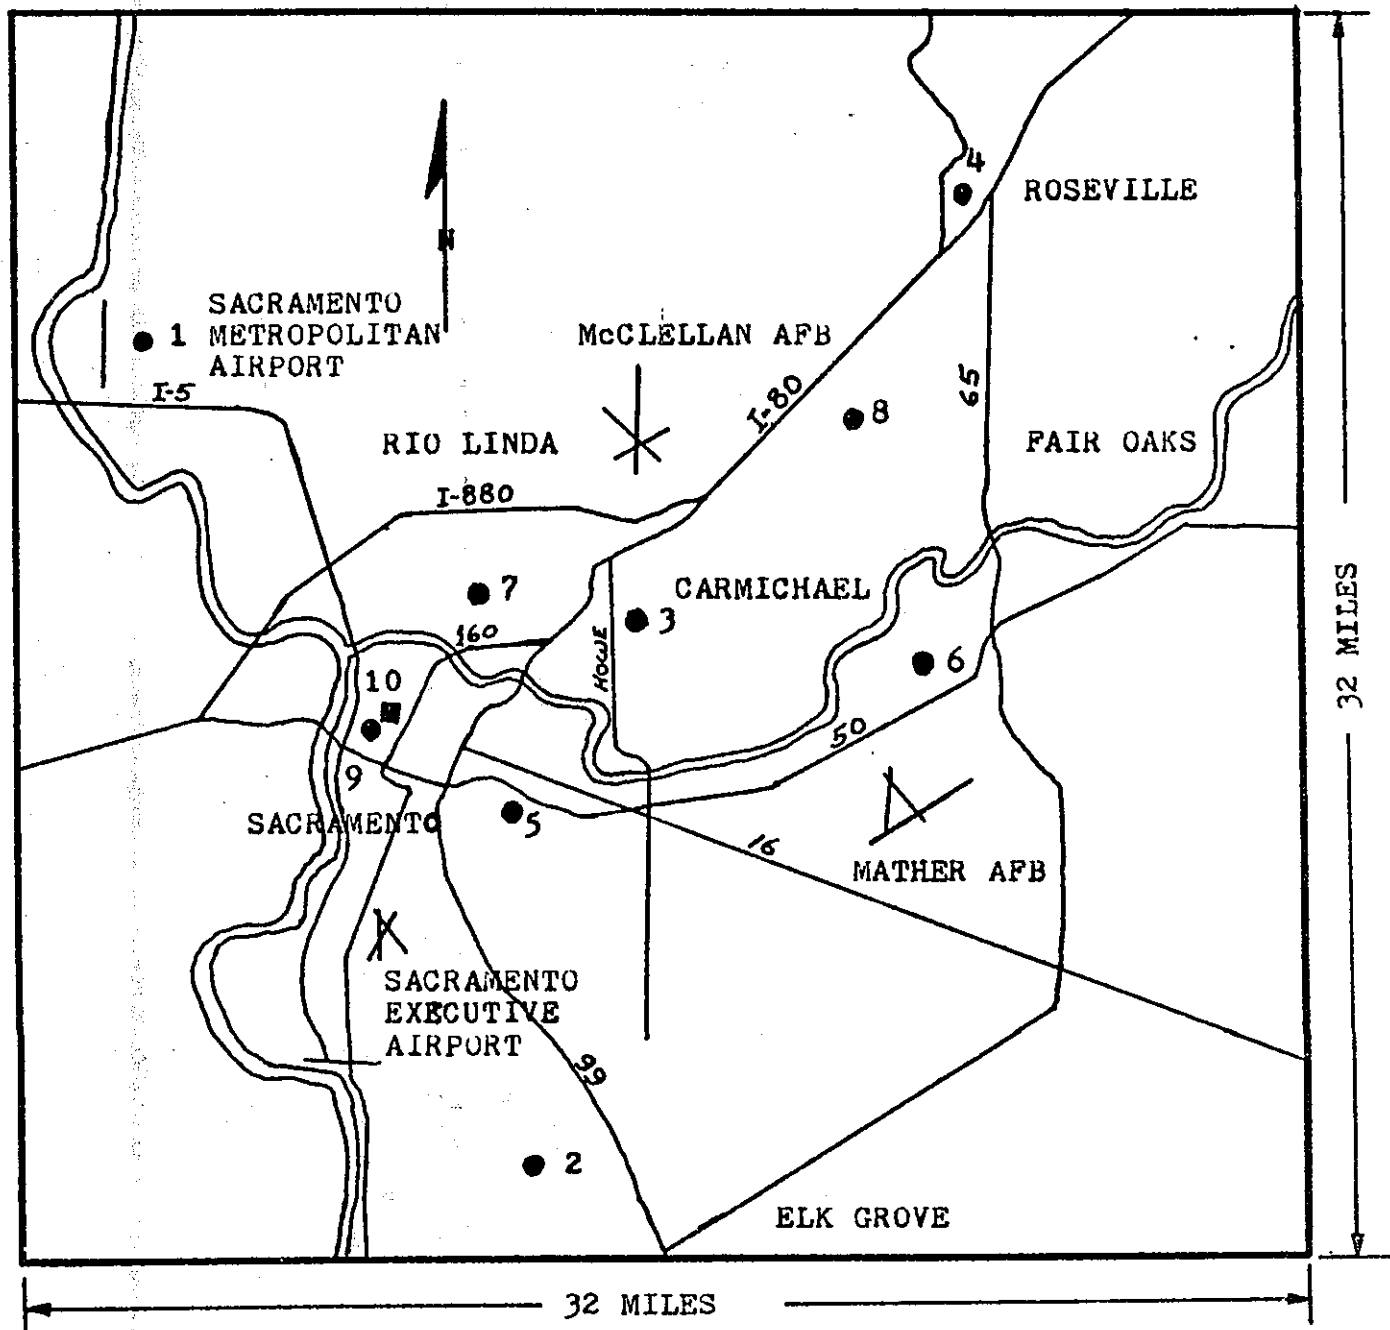 4
ROSEVILLE
N
SACRAMENTO
1 METROPOLITAN
AIRPORT
McCLELLAN AFB
I-5
I-80
65
8
RIO LINDA
FAIR OAKS
I-880
7
CARMICHAEL
3
160
HOWE
6
10
50
9
SACRAMENTO
5
16
MATHER AFB
SACRAMENTO
EXECUTIVE
AIRPORT
99
2
ELK GROVE
32 MILES
32 MILES